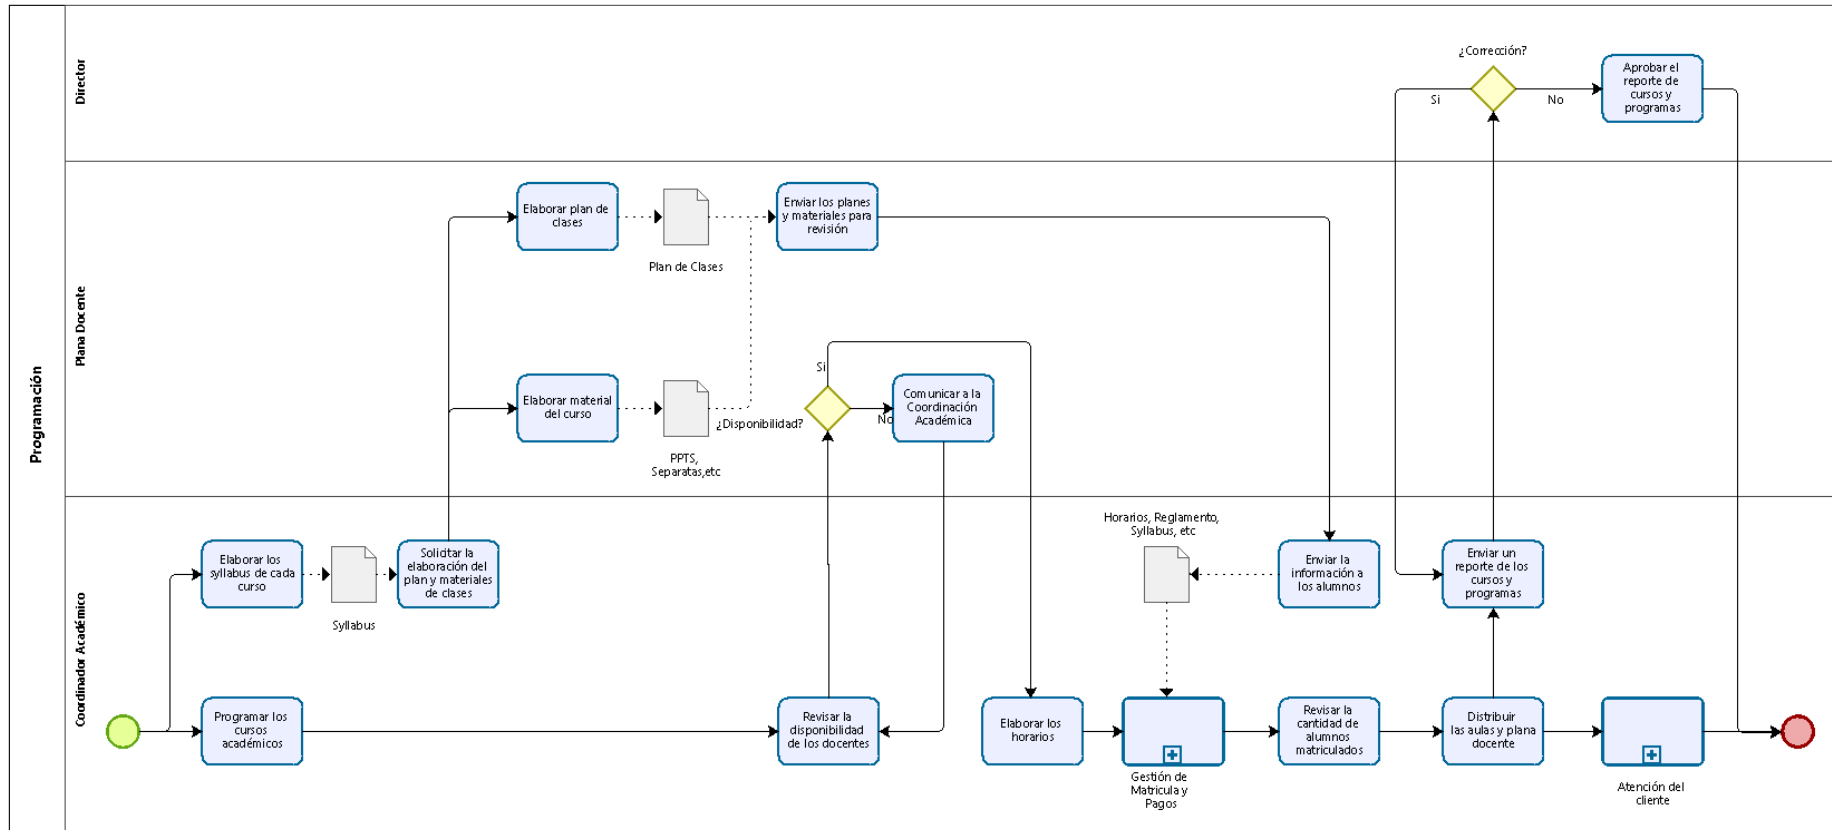 Programación
Director
¿Corrección?
Si
No
Aprobar el
reporte de
cursos y
programas
Plana Docente
Elaborar plan de
clases
Plan de Clases
Enviar los planes
y materiales para
revisión
Elaborar material
del curso
PPTS,
Separatas,etc
¿Disponibilidad?
Si
No
Comunicar a la
Coordinación
Académica
Coordinador Académico
Elaborar los
syllabus de cada
curso
Syllabus
Solicitar la
elaboración del
plan y materiales
de clases
Horarios, Reglamento,
Syllabus, etc
Enviar la
información a
los alumnos
Enviar un
reporte de los
cursos y
programas
Programar los
cursos
académicos
Revisar la
disponibilidad
de los docentes
Elaborar los
horarios
Gestión de
Matricula y
Pagos
Revisar la
cantidad de
alumnos
matriculados
Distribuir
las aulas y plana
docente
Atención del
cliente